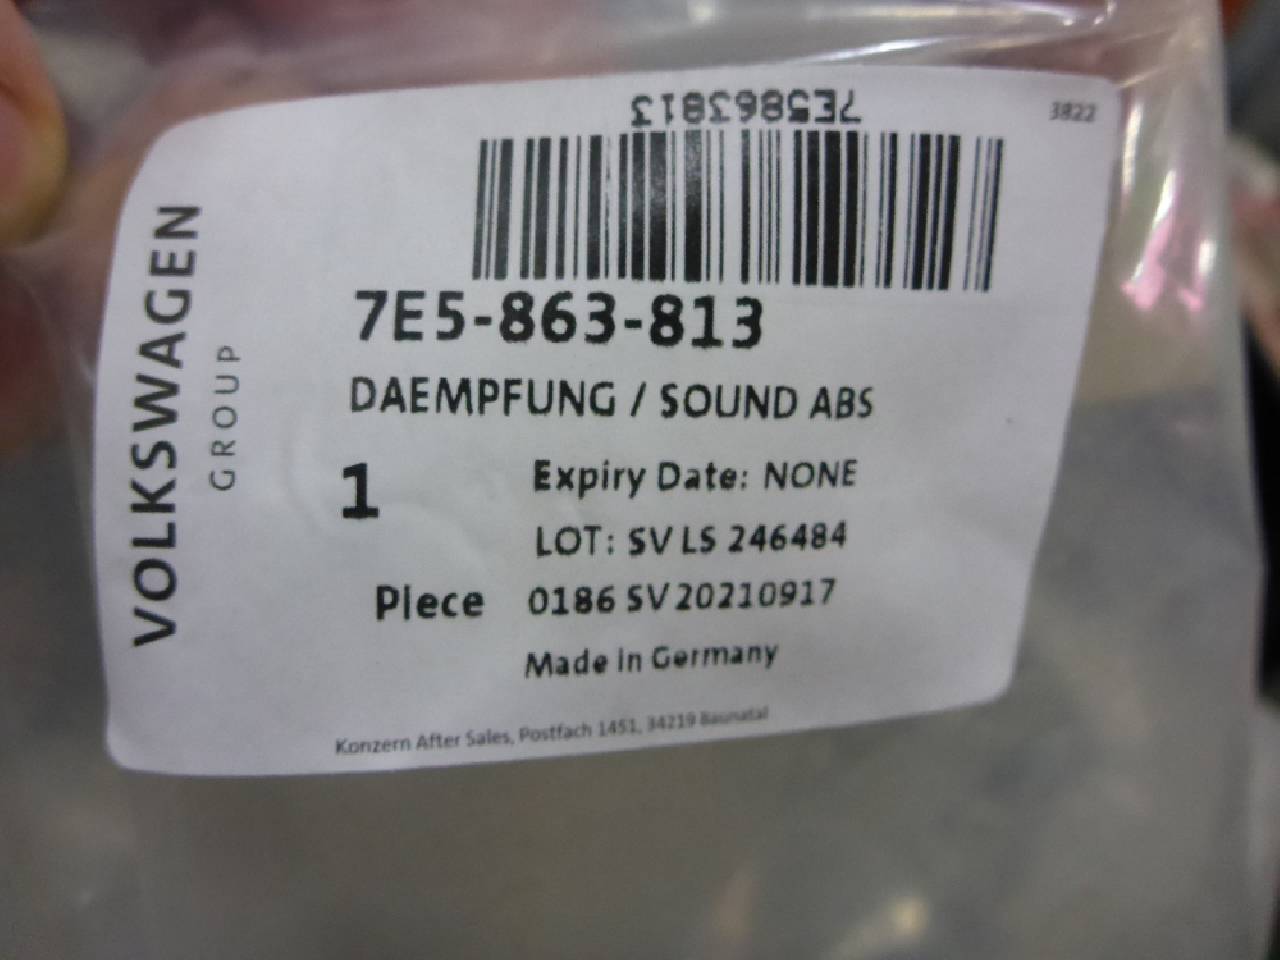 7E5863813
3822
VOLKSWAGEN
GROUP
7E5-863-813
DAEMPFUNG / SOUND ABS
1
Expiry Date: NONE
LOT: SV LS 246484
Piece
0186 SV 20210917
Made in Germany
Konzern After Sales, Postfach 1451, 34219 Baunatal